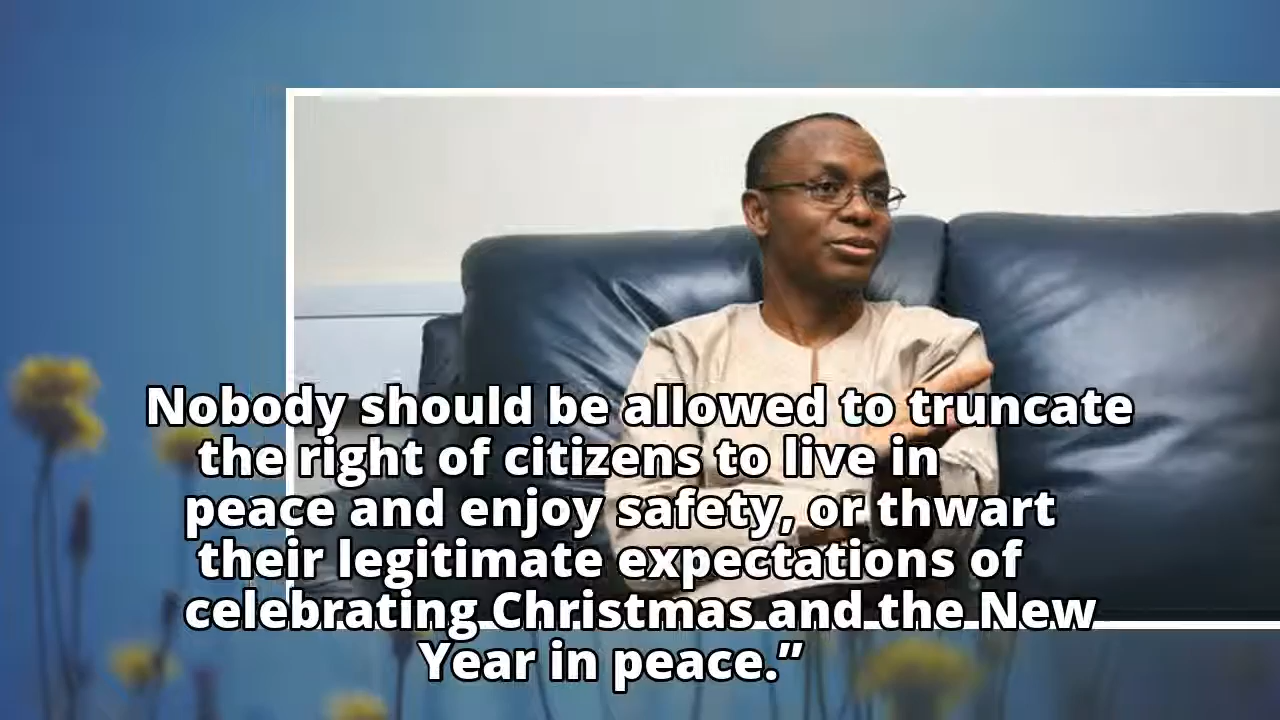 Nobody should be allowed to truncate
the right of citizens to live in
peace and enjoy safety, or thwart
their legitimate expectations of
celebrating Christmas and the New
Year in peace.”